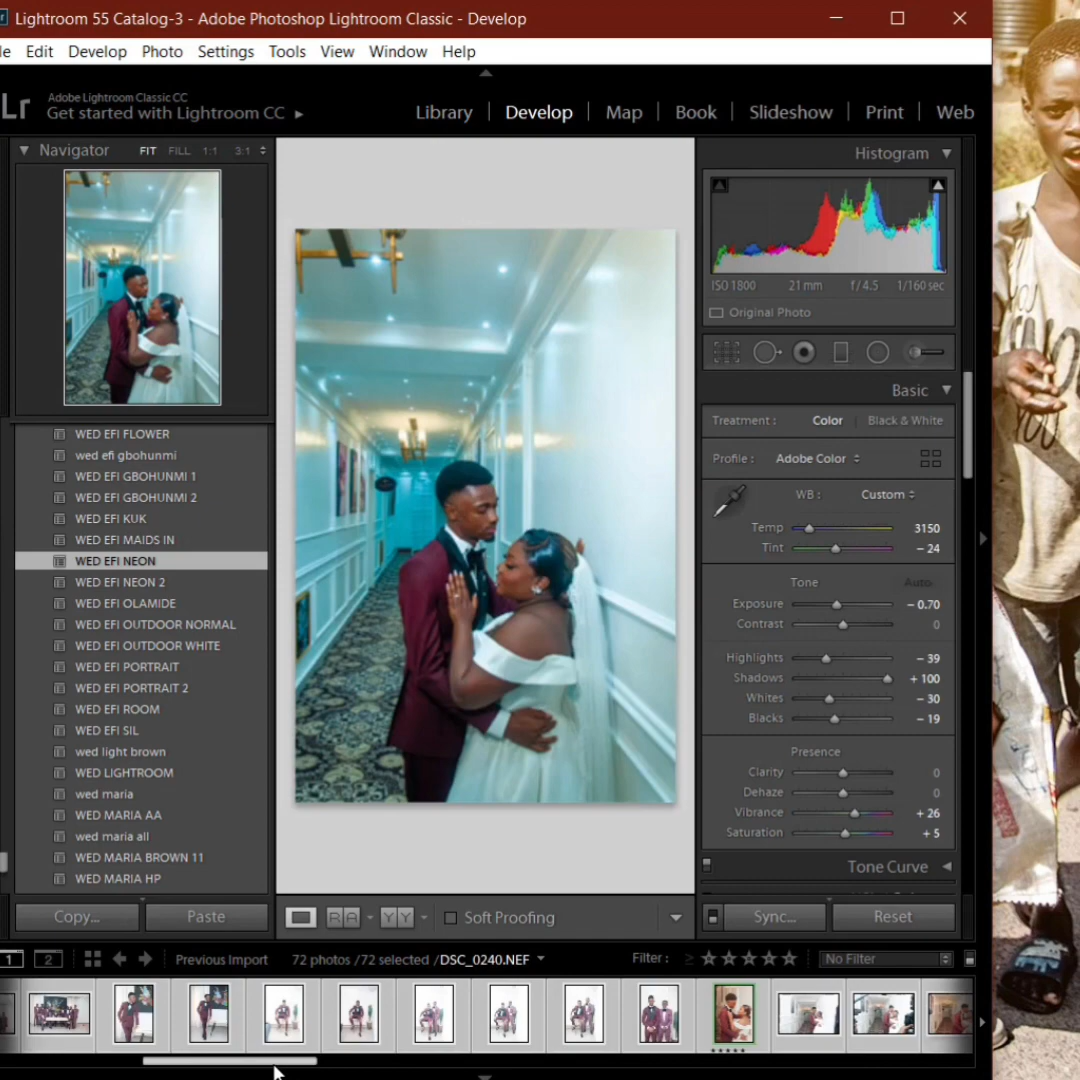 Lightroom 55 Catalog-3 - Adobe Photoshop Lightroom Classic - Develop
le Edit Develop Photo Settings Tools View Window Help
Lr
Adobe Lightroom Classic CC
Get started with Lightroom CC ▶
Library | Develop | Map | Book | Slideshow | Print | Web
Navigator FIT FILL 1:1 3:1
WED EFI FLOWER
wed efi gbohunmi
WED EFI GBOHUNMI 1
WED EFI GBOHUNMI 2
WED EFI KUK
WED EFI MAIDS IN
WED EFI NEON
WED EFI NEON 2
WED EFI OLAMIDE
WED EFI OUTDOOR NORMAL
WED EFI OUTDOOR WHITE
WED EFI PORTRAIT
WED EFI PORTRAIT 2
WED EFI ROOM
WED EFI SIL
wed light brown
WED LIGHTROOM
wed maria
WED MARIA AA
wed maria all
WED MARIA BROWN 11
WED MARIA HP
Copy... Paste
R A Y Y Soft Proofing
Histogram
ISO 1800 21 mm f / 4.5 1/160 sec
Original Photo
Basic
Treatment : Color | Black & White
Profile : Adobe Color
WB : Custom
Temp 3150
Tint - 24
Tone Auto
Exposure - 0.70
Contrast 0
Highlights - 39
Shadows + 100
Whites - 30
Blacks - 19
Presence
Clarity 0
Dehaze 0
Vibrance + 26
Saturation + 5
Tone Curve
Sync... Reset
1 2 Previous Import 72 photos /72 selected /DSC_0240.NEF Filter : ≥ ★★★★★ No Filter
YOU